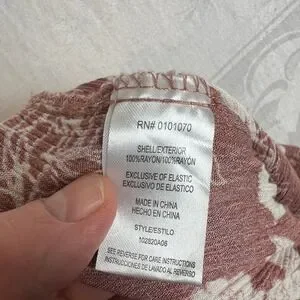 RN# 0101070
SHELL/EXTERIOR
100%RAYON/100%RAYÓN
EXCLUSIVE OF ELASTIC
EXCLUSIVO DE ELASTICO
MADE IN CHINA
HECHO EN CHINA
STYLE/ESTILO
102820A06
SEE REVERSE FOR CARE INSTRUCTIONS
INSTRUCCIONES DE LAVADO AL REVERSO